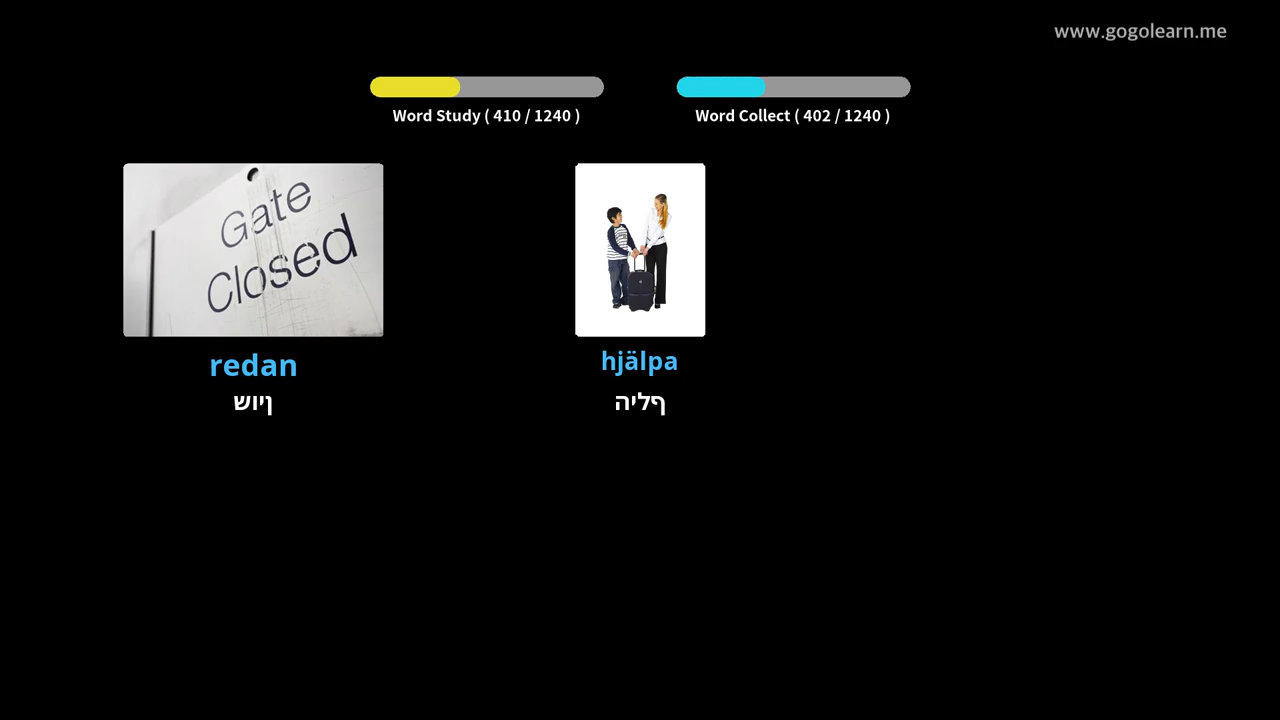 www.gogolearn.me
Word Study ( 410 / 1240 )
Word Collect ( 402 / 1240 )
Gate
Closed
redan
שוין
hjälpa
הילף